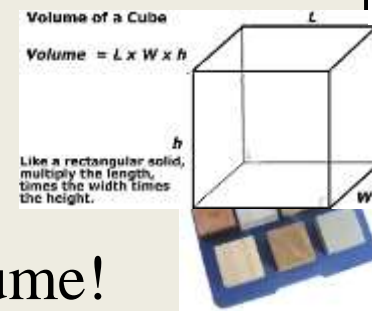 Volume of a Cube
L
Volume = L x W x h
h
Like a rectangular solid,
multiply the length,
times the width times
the height.
W
ume!